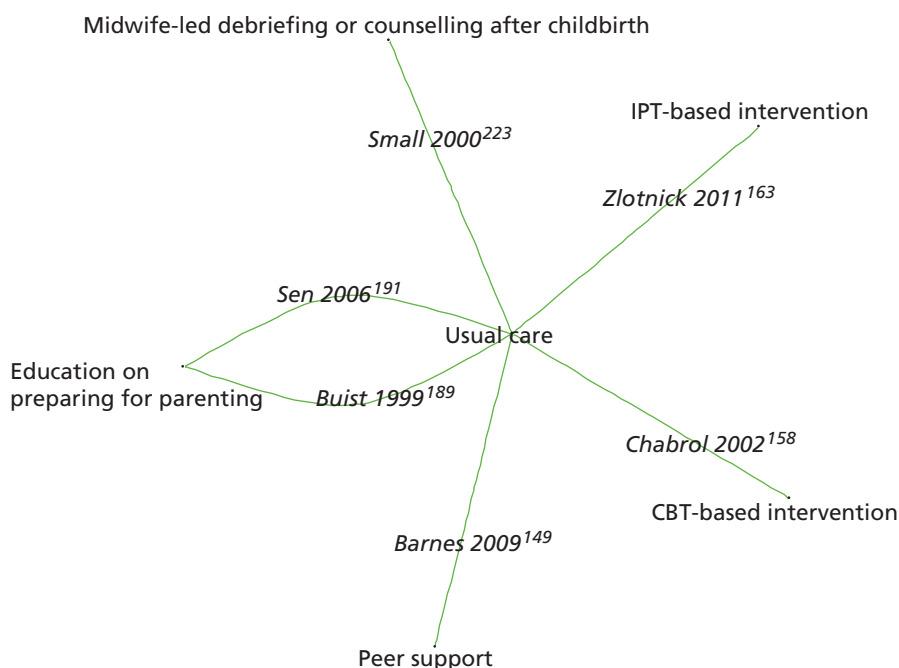 Midwife-led debriefing or counselling after childbirth
IPT-based intervention
Small 2000223
Zlotnick 2011163
Sen 2006191
Usual care
Education on
preparing for parenting
Buist 1999189
Chabrol 2002158
CBT-based intervention
Barnes 2009149
Peer support